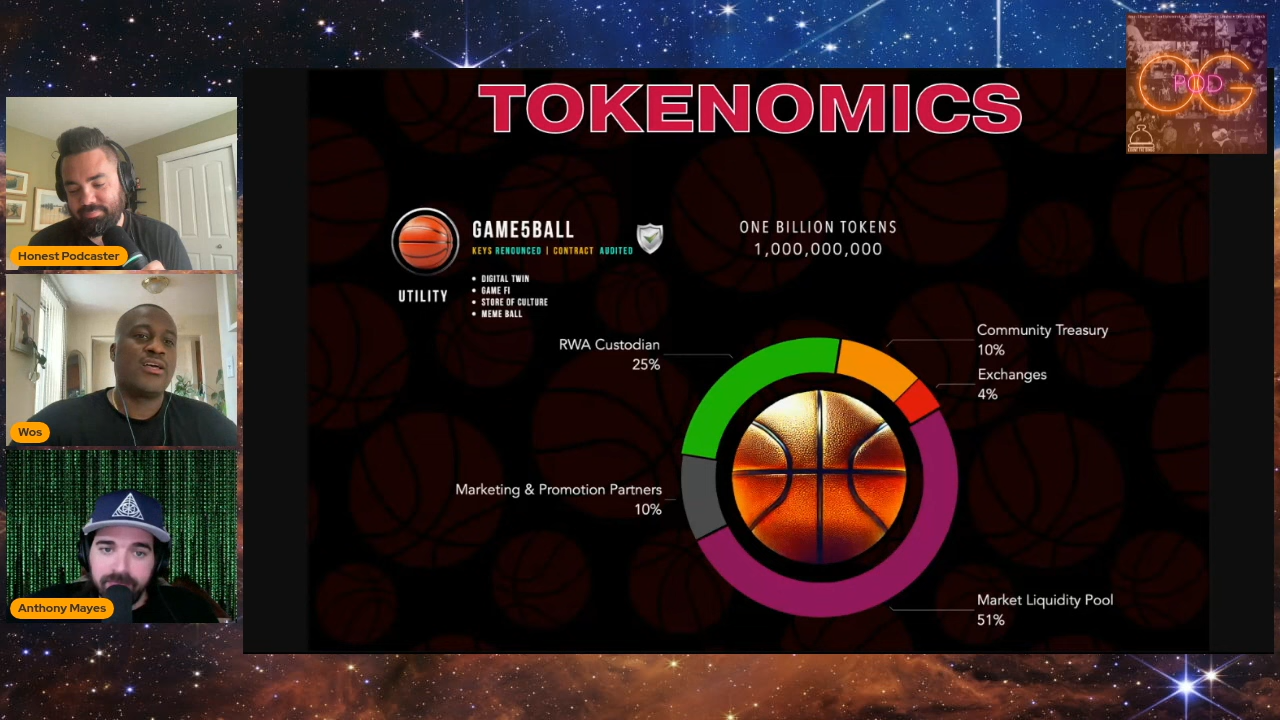 TOKENOMICS
OG
POD
Honest Podcaster
Wos
Anthony Mayes
GAME5BALL
KEYS RENOUNCED | CONTRACT AUDITED
UTILITY
• DIGITAL TWIN
• GAME FI
• STORE OF CULTURE
• MEME BALL
ONE BILLION TOKENS
1,000,000,000
RWA Custodian
25%
Community Treasury
10%
Exchanges
4%
Marketing & Promotion Partners
10%
Market Liquidity Pool
51%